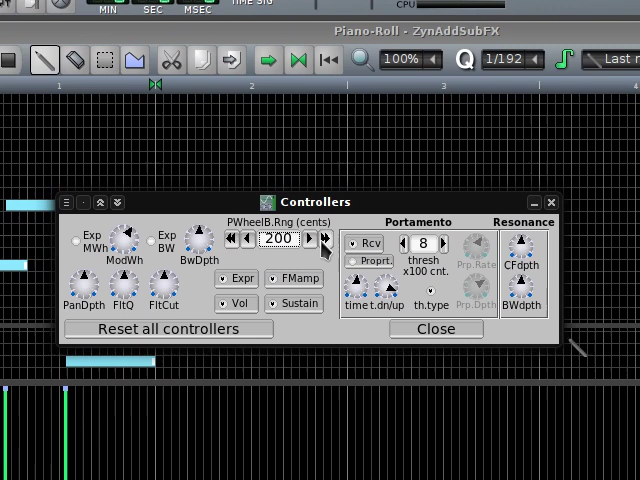 CPU
MIN SEC MSEC TIME SIG
Piano-Roll - ZynAddSubFX
100% Q 1/192
1 2 3 4
Controllers
PWheelB.Rng (cents) Portamento Resonance
Exp
MWh
ModWh
Exp
BW
BwDpth
200
Rcv
Proprt.
8
thresh
x100 cnt.
Prp.Rate
CFdpth
PanDpth FltQ FltCut
Expr FMamp
Vol Sustain
time t.dn/up
th.type
Prp.Dpth
BWdpth
Reset all controllers Close